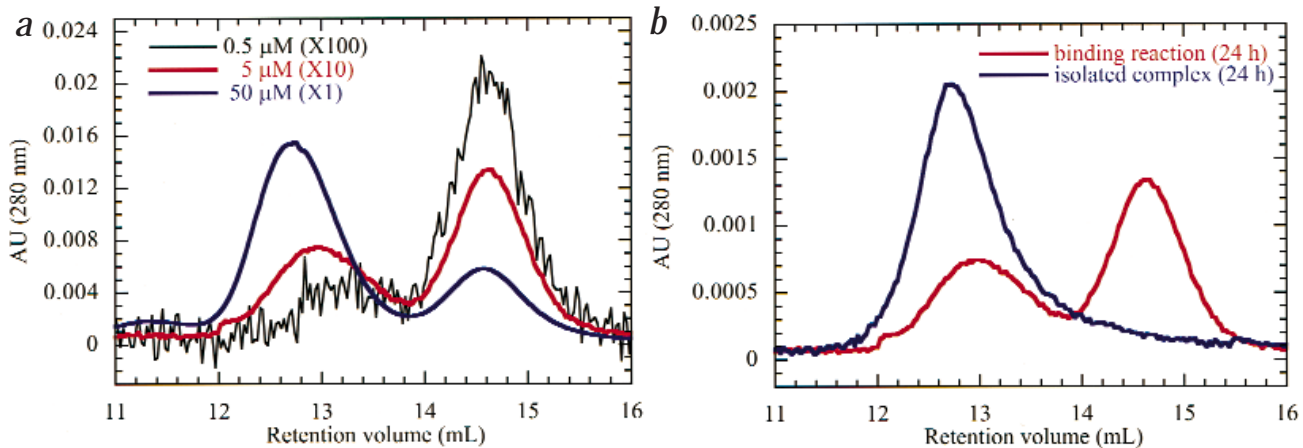 a
0.024
0.02
0.016
0.012
0.008
0.004
0
AU (280 nm)
0.5 µM (X100)
5 µM (X10)
50 µM (X1)
11 12 13 14 15 16
Retention volume (mL)
b
0.0025
0.002
0.0015
0.001
0.0005
0
AU (280 nm)
binding reaction (24 h)
isolated complex (24 h)
11 12 13 14 15 16
Retention volume (mL)